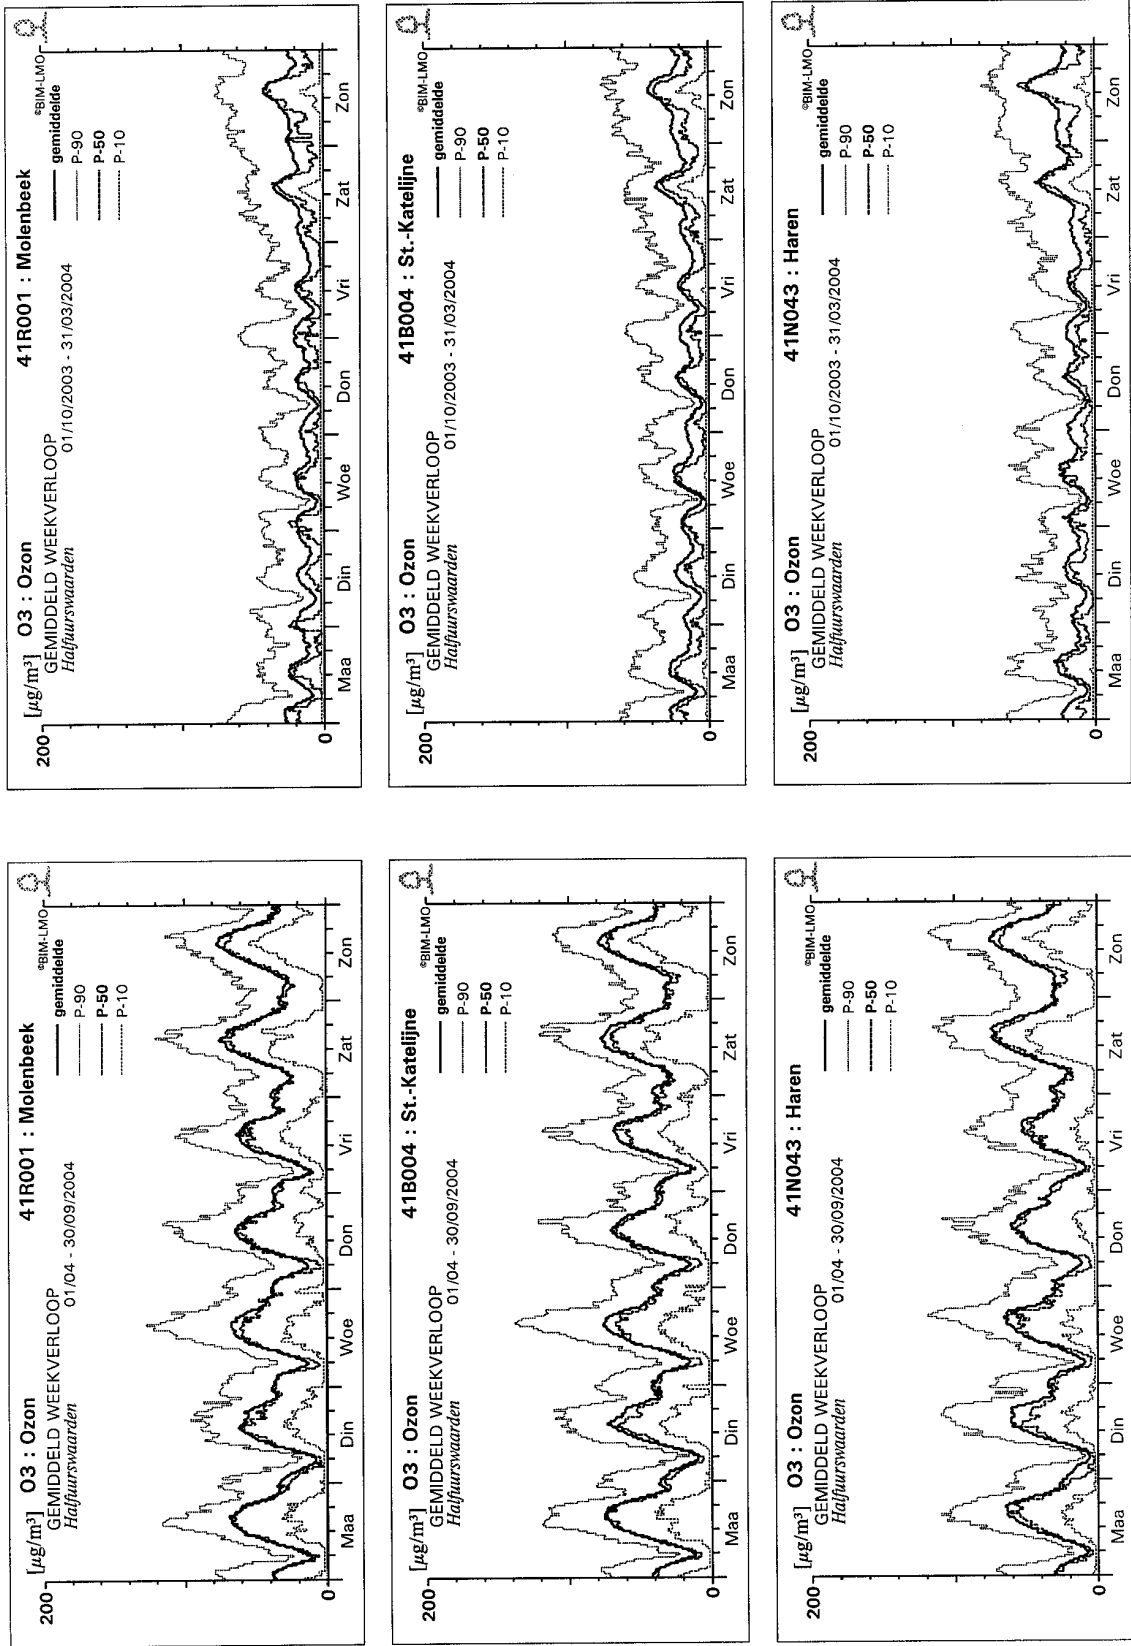 [µg/m³] O3 : Ozon 41R001 : Molenbeek
GEMIDDELD WEEKVERLOOP ©BIM-LMO
Halfuurswaarden 01/04 - 30/09/2004
gemiddelde
P-90
P-50
P-10
200
0
Maa Din Woe Don Vri Zat Zon
[µg/m³] O3 : Ozon 41R001 : Molenbeek
GEMIDDELD WEEKVERLOOP ©BIM-LMO
Halfuurswaarden 01/10/2003 - 31/03/2004
gemiddelde
P-90
P-50
P-10
200
0
Maa Din Woe Don Vri Zat Zon
[µg/m³] O3 : Ozon 41B004 : St.-Katelijne
GEMIDDELD WEEKVERLOOP ©BIM-LMO
Halfuurswaarden 01/04 - 30/09/2004
gemiddelde
P-90
P-50
P-10
200
0
Maa Din Woe Don Vri Zat Zon
[µg/m³] O3 : Ozon 41B004 : St.-Katelijne
GEMIDDELD WEEKVERLOOP ©BIM-LMO
Halfuurswaarden 01/10/2003 - 31/03/2004
gemiddelde
P-90
P-50
P-10
200
0
Maa Din Woe Don Vri Zat Zon
[µg/m³] O3 : Ozon 41N043 : Haren
GEMIDDELD WEEKVERLOOP ©BIM-LMO
Halfuurswaarden 01/04 - 30/09/2004
gemiddelde
P-90
P-50
P-10
200
0
Maa Din Woe Don Vri Zat Zon
[µg/m³] O3 : Ozon 41N043 : Haren
GEMIDDELD WEEKVERLOOP ©BIM-LMO
Halfuurswaarden 01/10/2003 - 31/03/2004
gemiddelde
P-90
P-50
P-10
200
0
Maa Din Woe Don Vri Zat Zon